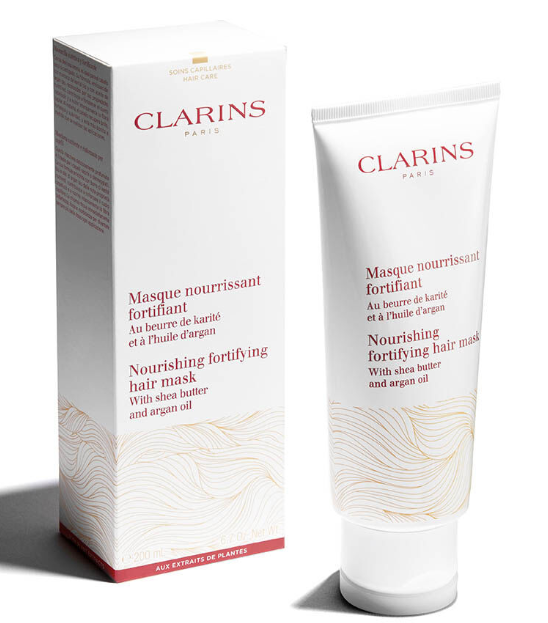 SOINS CAPILLAIRES
HAIR CARE
CLARINS
PARIS
Masque nourrissant
fortifiant
Au beurre de karité
et à l'huile d'argan
Nourishing fortifying
hair mask
With shea butter
and argan oil
200 mL
Net Wt
AUX EXTRAITS DE PLANTES
CLARINS
PARIS
Masque nourrissant
fortifiant
Au beurre de karité
et à l'huile d'argan
Nourishing
fortifying hair mask
With shea butter
and argan oil